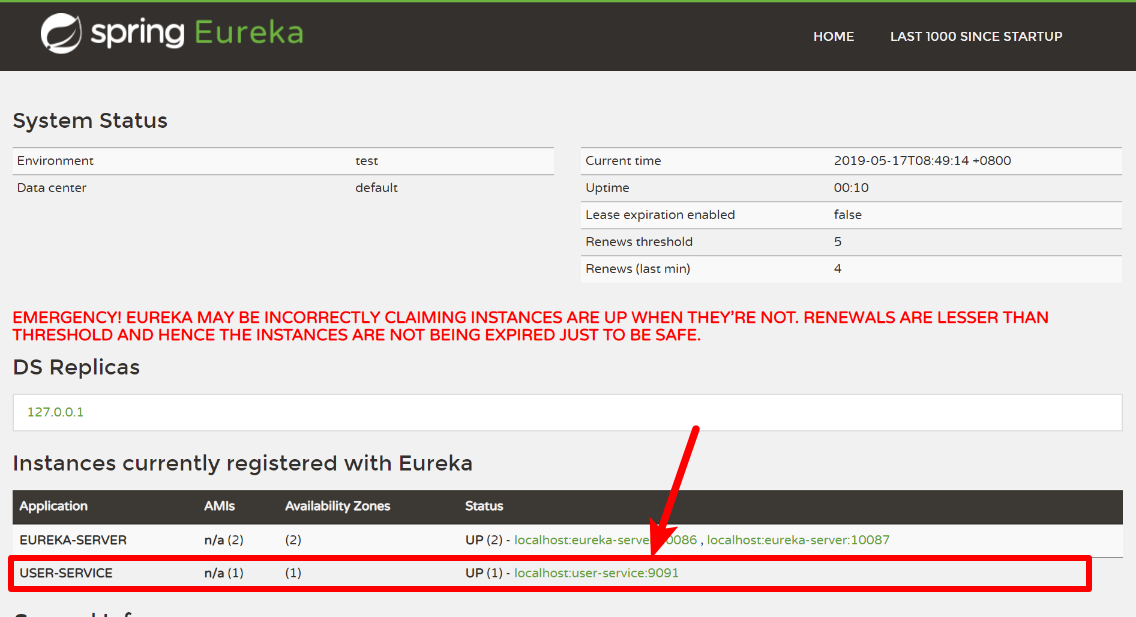 spring Eureka
HOME LAST 1000 SINCE STARTUP
System Status
Environment test
Data center default
Current time 2019-05-17T08:49:14 +0800
Uptime 00:10
Lease expiration enabled false
Renews threshold 5
Renews (last min) 4
EMERGENCY! EUREKA MAY BE INCORRECTLY CLAIMING INSTANCES ARE UP WHEN THEY'RE NOT. RENEWALS ARE LESSER THAN
THRESHOLD AND HENCE THE INSTANCES ARE NOT BEING EXPIRED JUST TO BE SAFE.
DS Replicas
127.0.0.1
Instances currently registered with Eureka
Application AMIs Availability Zones Status
EUREKA-SERVER n/a (2) (2) UP (2) - localhost:eureka-serve 0086 , localhost:eureka-server:10087
USER-SERVICE n/a (1) (1) UP (1) - localhost:user-service:9091